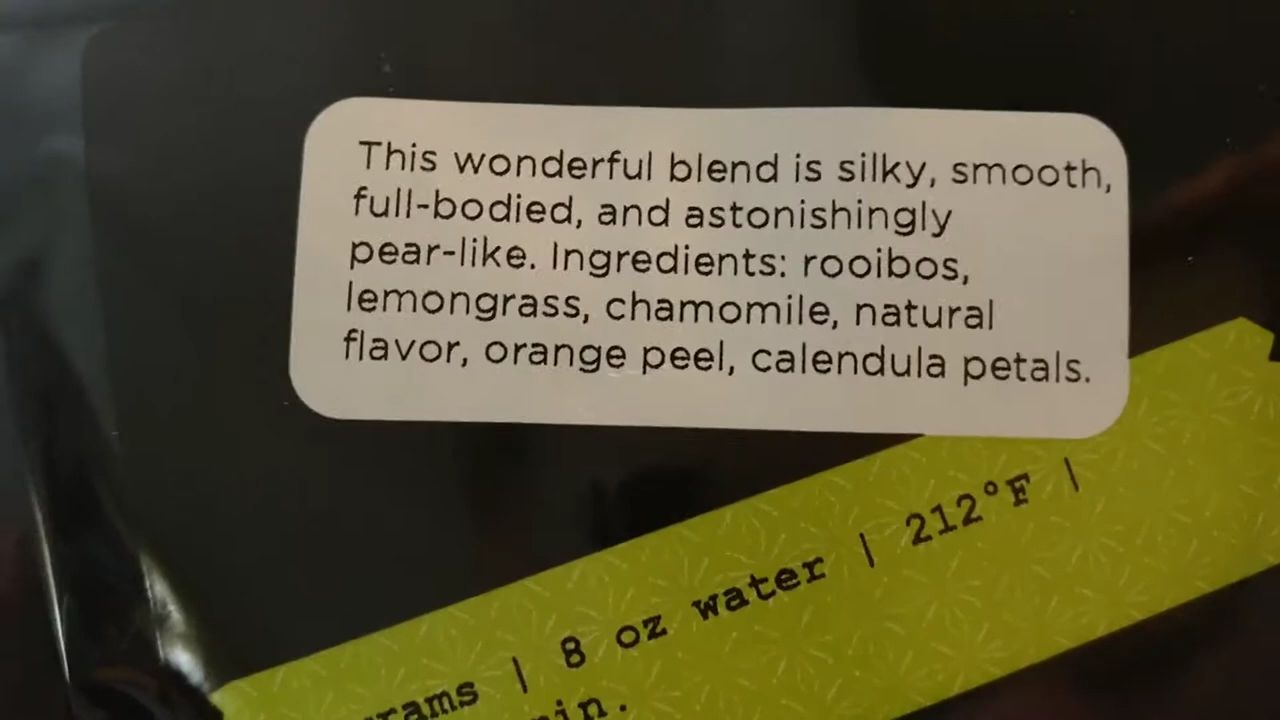 This wonderful blend is silky, smooth,
full-bodied, and astonishingly
pear-like. Ingredients: rooibos,
lemongrass, chamomile, natural
flavor, orange peel, calendula petals.
| 8 oz water | 212°F |